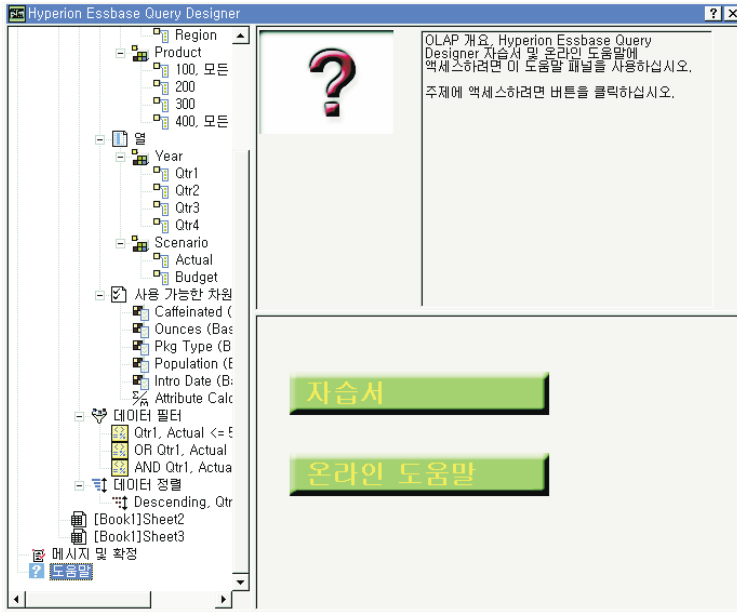 Hyperion Essbase Query Designer
Region
Product
100, 모든
200
300
400, 모든
열
Year
Qtr1
Qtr2
Qtr3
Qtr4
Scenario
Actual
Budget
사용 가능한 차원
Caffeinated (
Ounces (Bas
Pkg Type (B
Population (E
Intro Date (Ba
Attribute Calc
데이터 필터
Qtr1, Actual <= 5
OR Qtr1, Actual
AND Qtr1, Actua
데이터 정렬
Descending, Qtr
[Book1]Sheet2
[Book1]Sheet3
메시지 및 확정
도움말
OLAP 개요, Hyperion Essbase Query
Designer 자습서 및 온라인 도움말에
액세스하려면 이 도움말 패널을 사용하십시오.
주제에 액세스하려면 버튼을 클릭하십시오.
자습서
온라인 도움말